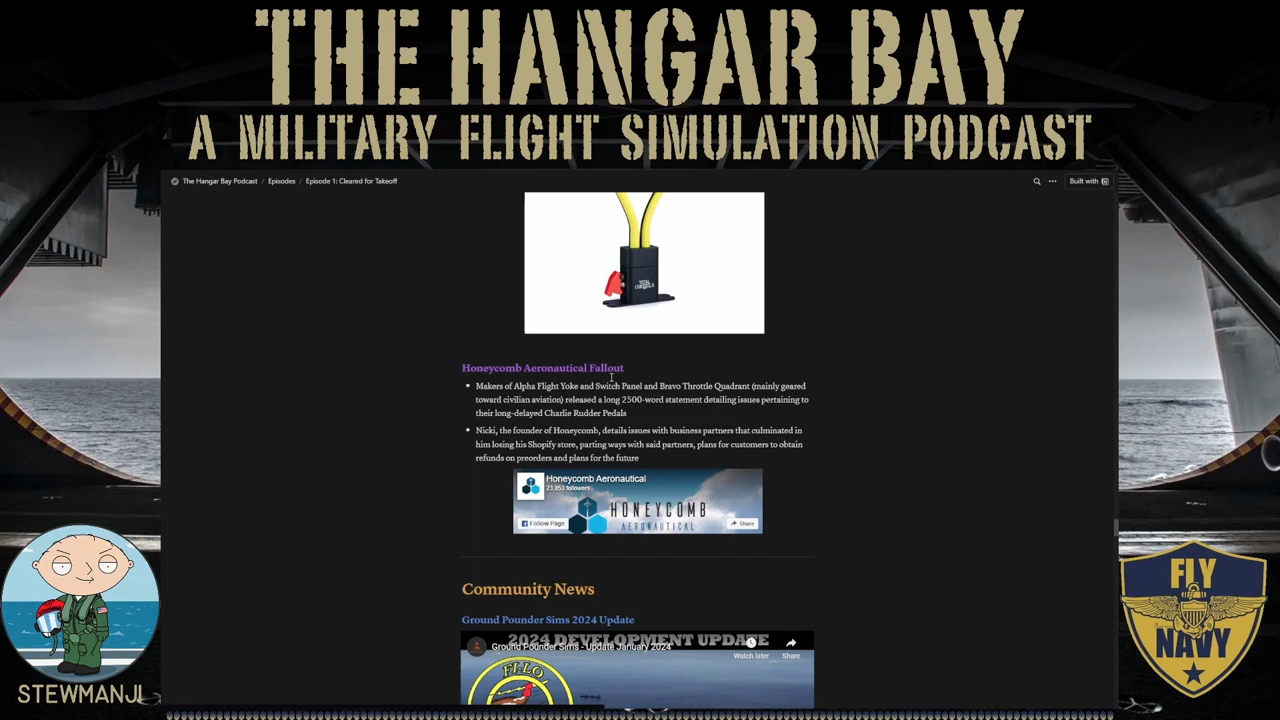 THE HANGAR BAY
A MILITARY FLIGHT SIMULATION PODCAST
The Hangar Bay Podcast / Episodes / Episode 1: Cleared for Takeoff
Built with
TOTAL
CONTROLS
Honeycomb Aeronautical Fallout
Makers of Alpha Flight Yoke and Switch Panel and Bravo Throttle Quadrant (mainly geared
toward civilian aviation) released a long 2500-word statement detailing issues pertaining to
their long-delayed Charlie Rudder Pedals
Nicki, the founder of Honeycomb, details issues with business partners that culminated in
him losing his Shopify store, parting ways with said partners, plans for customers to obtain
refunds on preorders and plans for the future
Honeycomb Aeronautical
23,853 followers
HONEYCOMB
AERONAUTICAL
Follow Page
Share
Community News
Ground Pounder Sims 2024 Update
2024 DEVELOPMENT UPDATE
Ground Pounder Sims - Update January 2024
Watch later
Share
STEWMANJI
FLY
NAVY